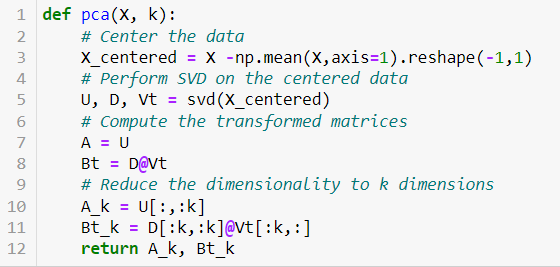 1 def pca(X, k):
2     # Center the data
3     X_centered = X -np.mean(X,axis=1).reshape(-1,1)
4     # Perform SVD on the centered data
5     U, D, Vt = svd(X_centered)
6     # Compute the transformed matrices
7     A = U
8     Bt = D@Vt
9     # Reduce the dimensionality to k dimensions
10     A_k = U[:,:k]
11     Bt_k = D[:k,:k]@Vt[:k,:]
12     return A_k, Bt_k